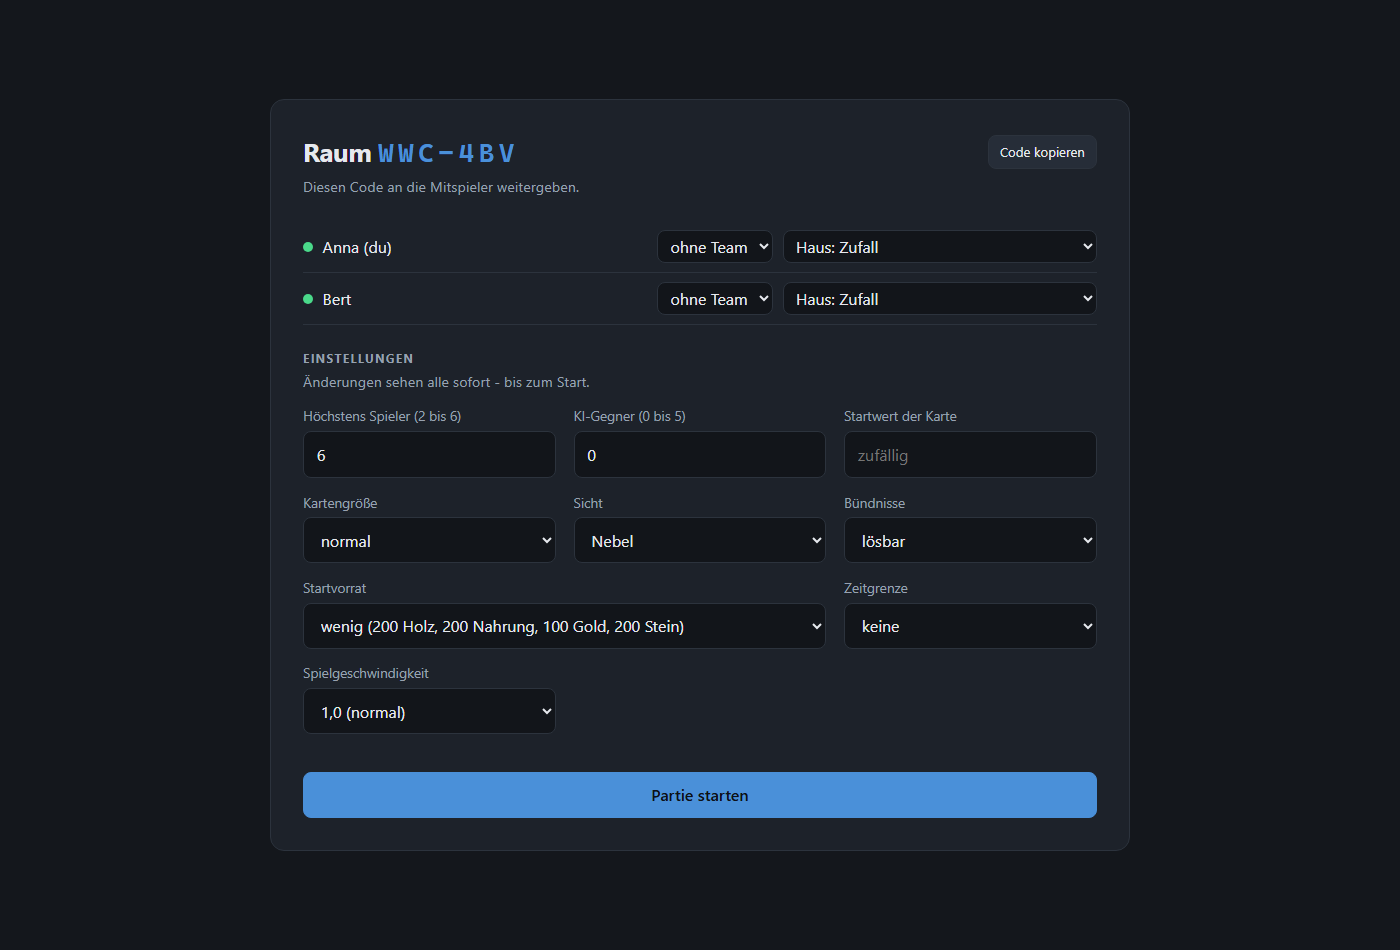 Raum WWC-4BV
Code kopieren
Diesen Code an die Mitspieler weitergeben.
Anna (du)
ohne Team
Haus: Zufall
Bert
ohne Team
Haus: Zufall
EINSTELLUNGEN
Änderungen sehen alle sofort - bis zum Start.
Höchstens Spieler (2 bis 6)
KI-Gegner (0 bis 5)
Startwert der Karte
6
0
zufällig
Kartengröße
Sicht
Bündnisse
normal
Nebel
lösbar
Startvorrat
Zeitgrenze
wenig (200 Holz, 200 Nahrung, 100 Gold, 200 Stein)
keine
Spielgeschwindigkeit
1,0 (normal)
Partie starten